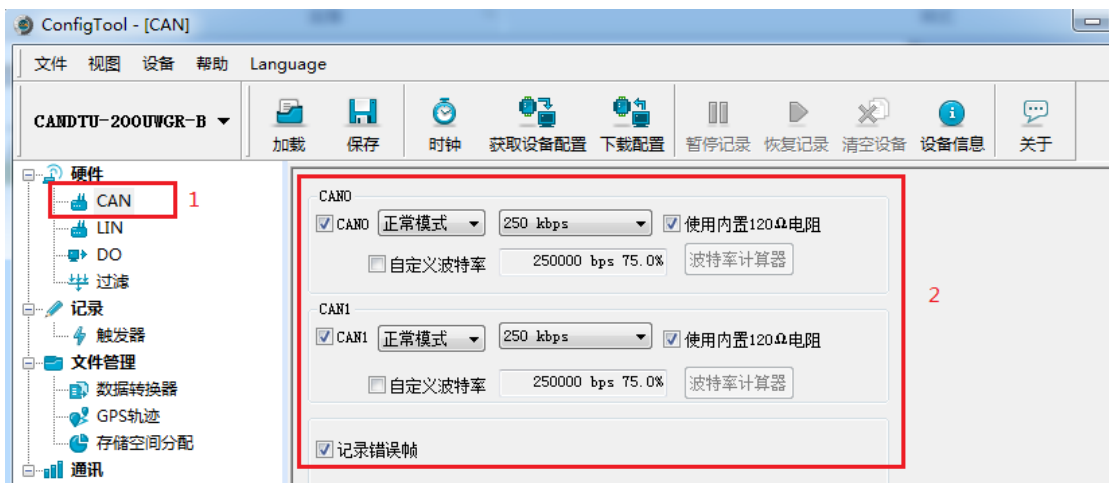 ConfigTool - [CAN]
文件 视图 设备 帮助 Language
CANDTU-200UWGR-B
加载 保存 时钟 获取设备配置 下载配置 暂停记录 恢复记录 清空设备 设备信息 关于
硬件
CAN 1
LIN
DO
过滤
记录
触发器
文件管理
数据转换器
GPS轨迹
存储空间分配
通讯
CAN0
CAN0 正常模式 250 kbps 使用内置120Ω电阻
自定义波特率 250000 bps 75.0% 波特率计算器
2
CAN1
CAN1 正常模式 250 kbps 使用内置120Ω电阻
自定义波特率 250000 bps 75.0% 波特率计算器
记录错误帧